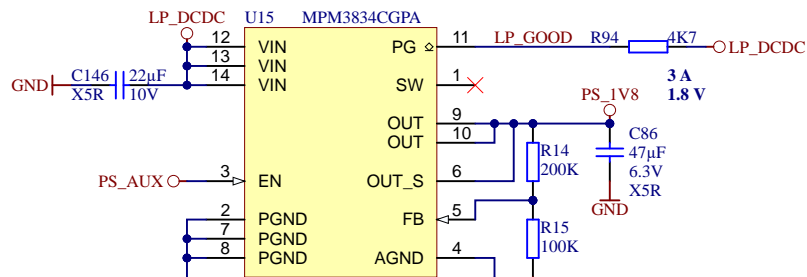 LP_DCDC U15 MPM3834CGPA
12 VIN PG 11 LP_GOOD R94 4K7 LP_DCDC
13 VIN
14 VIN SW 1
GND C146 22µF
X5R 10V
3 A
1.8 V
PS_1V8
OUT 9
OUT 10
C86
47µF
6.3V
X5R
GND
R14
200K
PS_AUX 3 EN OUT_S 6
2 PGND FB 5
7 PGND
8 PGND AGND 4
R15
100K